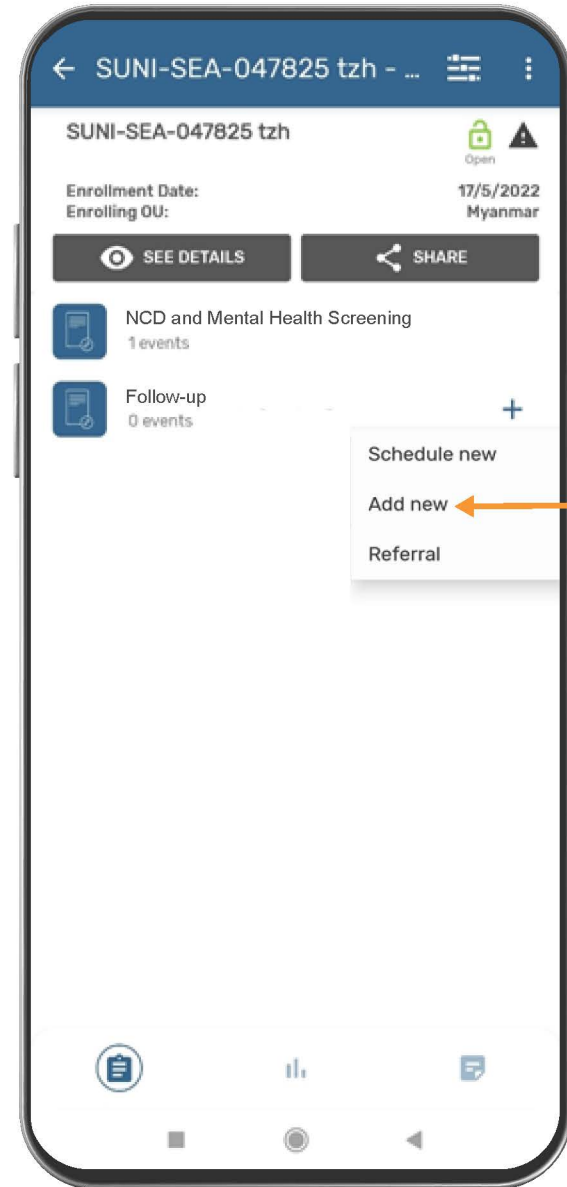 SUNI-SEA-047825 tzh - ...
SUNI-SEA-047825 tzh
Open
Enrollment Date: 17/5/2022
Enrolling OU: Myanmar
SEE DETAILS
SHARE
NCD and Mental Health Screening
1 events
Follow-up
0 events
Schedule new
Add new
Referral